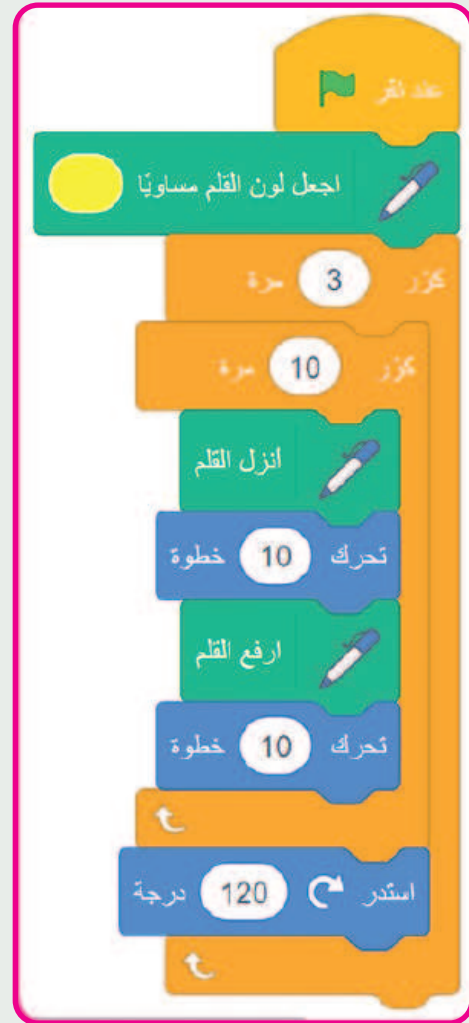 عند نقر
اجعل لون القلم مساويًا
كرّر 3 مرة
كرّر 10 مرة
أنزل القلم
تحرك 10 خطوة
ارفع القلم
تحرك 10 خطوة
استدر 120 درجة